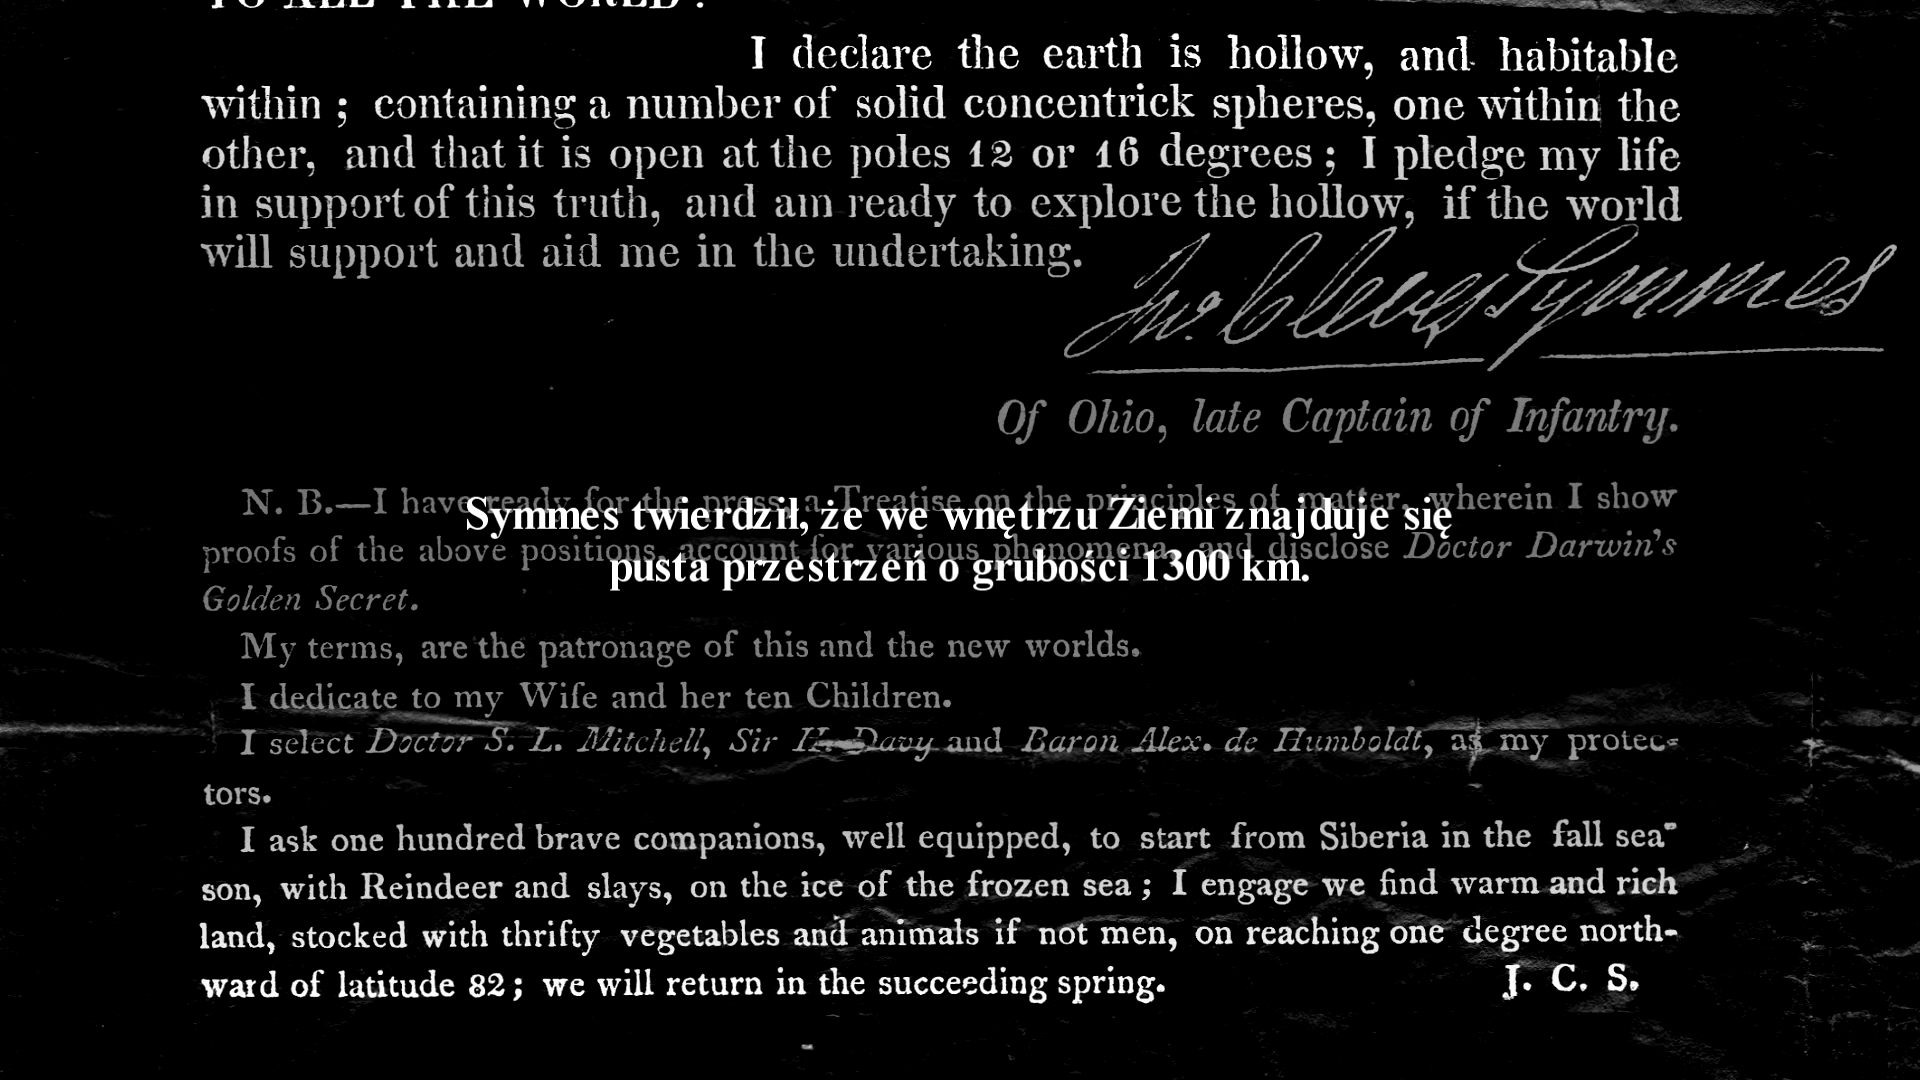 TO ALL THE WORLD!
I declare the earth is hollow, and habitable
within; containing a number of solid concentrick spheres, one within the
other, and that it is open at the poles 12 or 16 degrees; I pledge my life
in support of this truth, and am ready to explore the hollow, if the world
will support and aid me in the undertaking.
Jno. Cleves Symmes
Of Ohio, late Captain of Infantry.
N. B.—I have ready for the press, a Treatise on the principles of matter, wherein I show
proofs of the above positions, account for various phenomena, and disclose Doctor Darwin's
Golden Secret.
Symmes twierdził, że we wnętrzu Ziemi znajduje się
pusta przestrzeń o grubości 1300 km.
My terms, are the patronage of this and the new worlds.
I dedicate to my Wife and her ten Children.
I select Doctor S. L. Mitchell, Sir H. Davy and Baron Alex. de Humboldt, as my protec-
tors.
I ask one hundred brave companions, well equipped, to start from Siberia in the fall sea-
son, with Reindeer and slays, on the ice of the frozen sea; I engage we find warm and rich
land, stocked with thrifty vegetables and animals if not men, on reaching one degree north-
ward of latitude 82; we will return in the succeeding spring.
J. C. S.